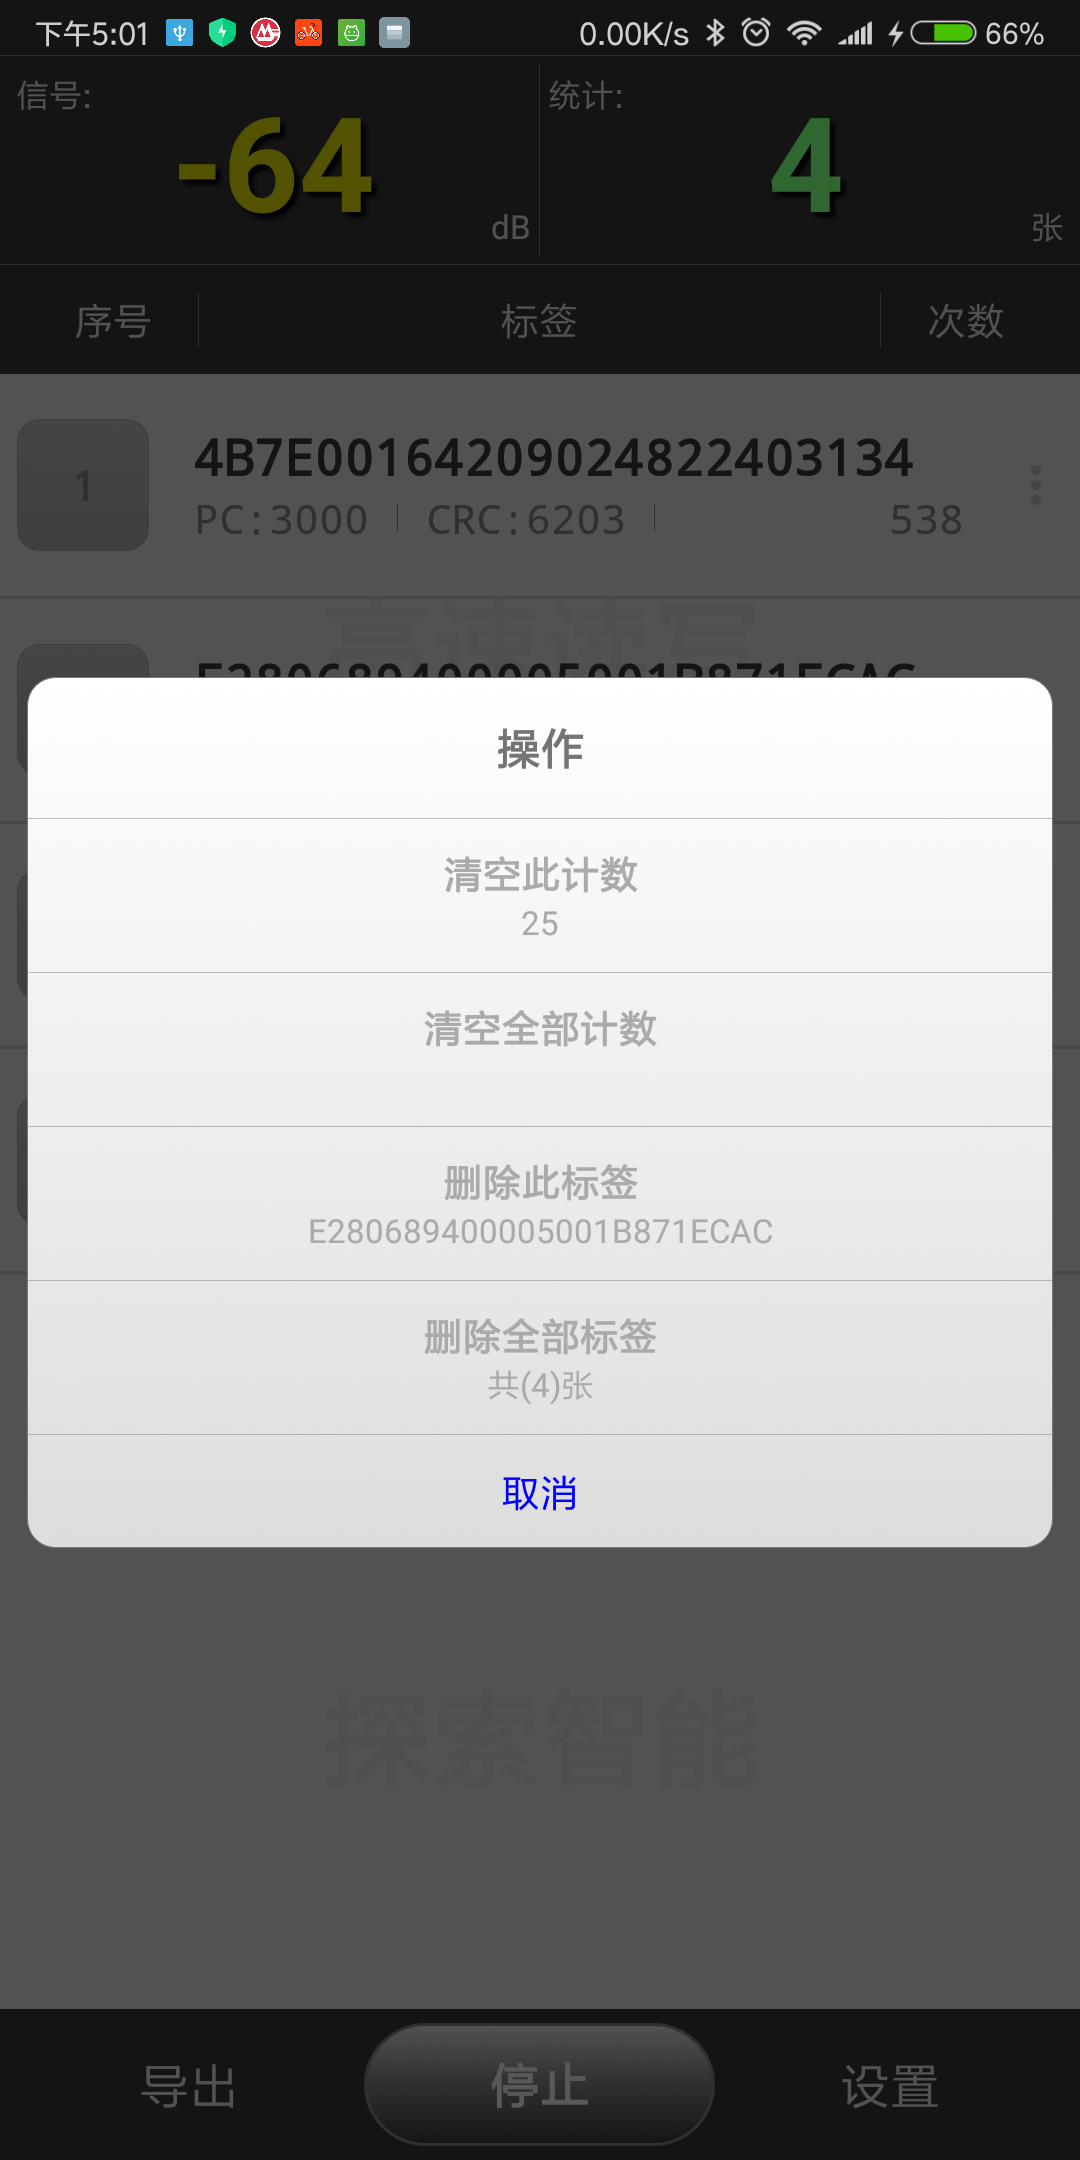 下午5:01 0.00K/s 66%
信号: 统计:
-64 4
dB 张
序号 标签 次数
1 4B7E00164209024822403134
PC:3000 CRC:6203 538
高速读写
E280689400005001B871ECAC
操作
清空此计数
25
清空全部计数
删除此标签
E280689400005001B871ECAC
删除全部标签
共(4)张
取消
探索智能
导出 停止 设置